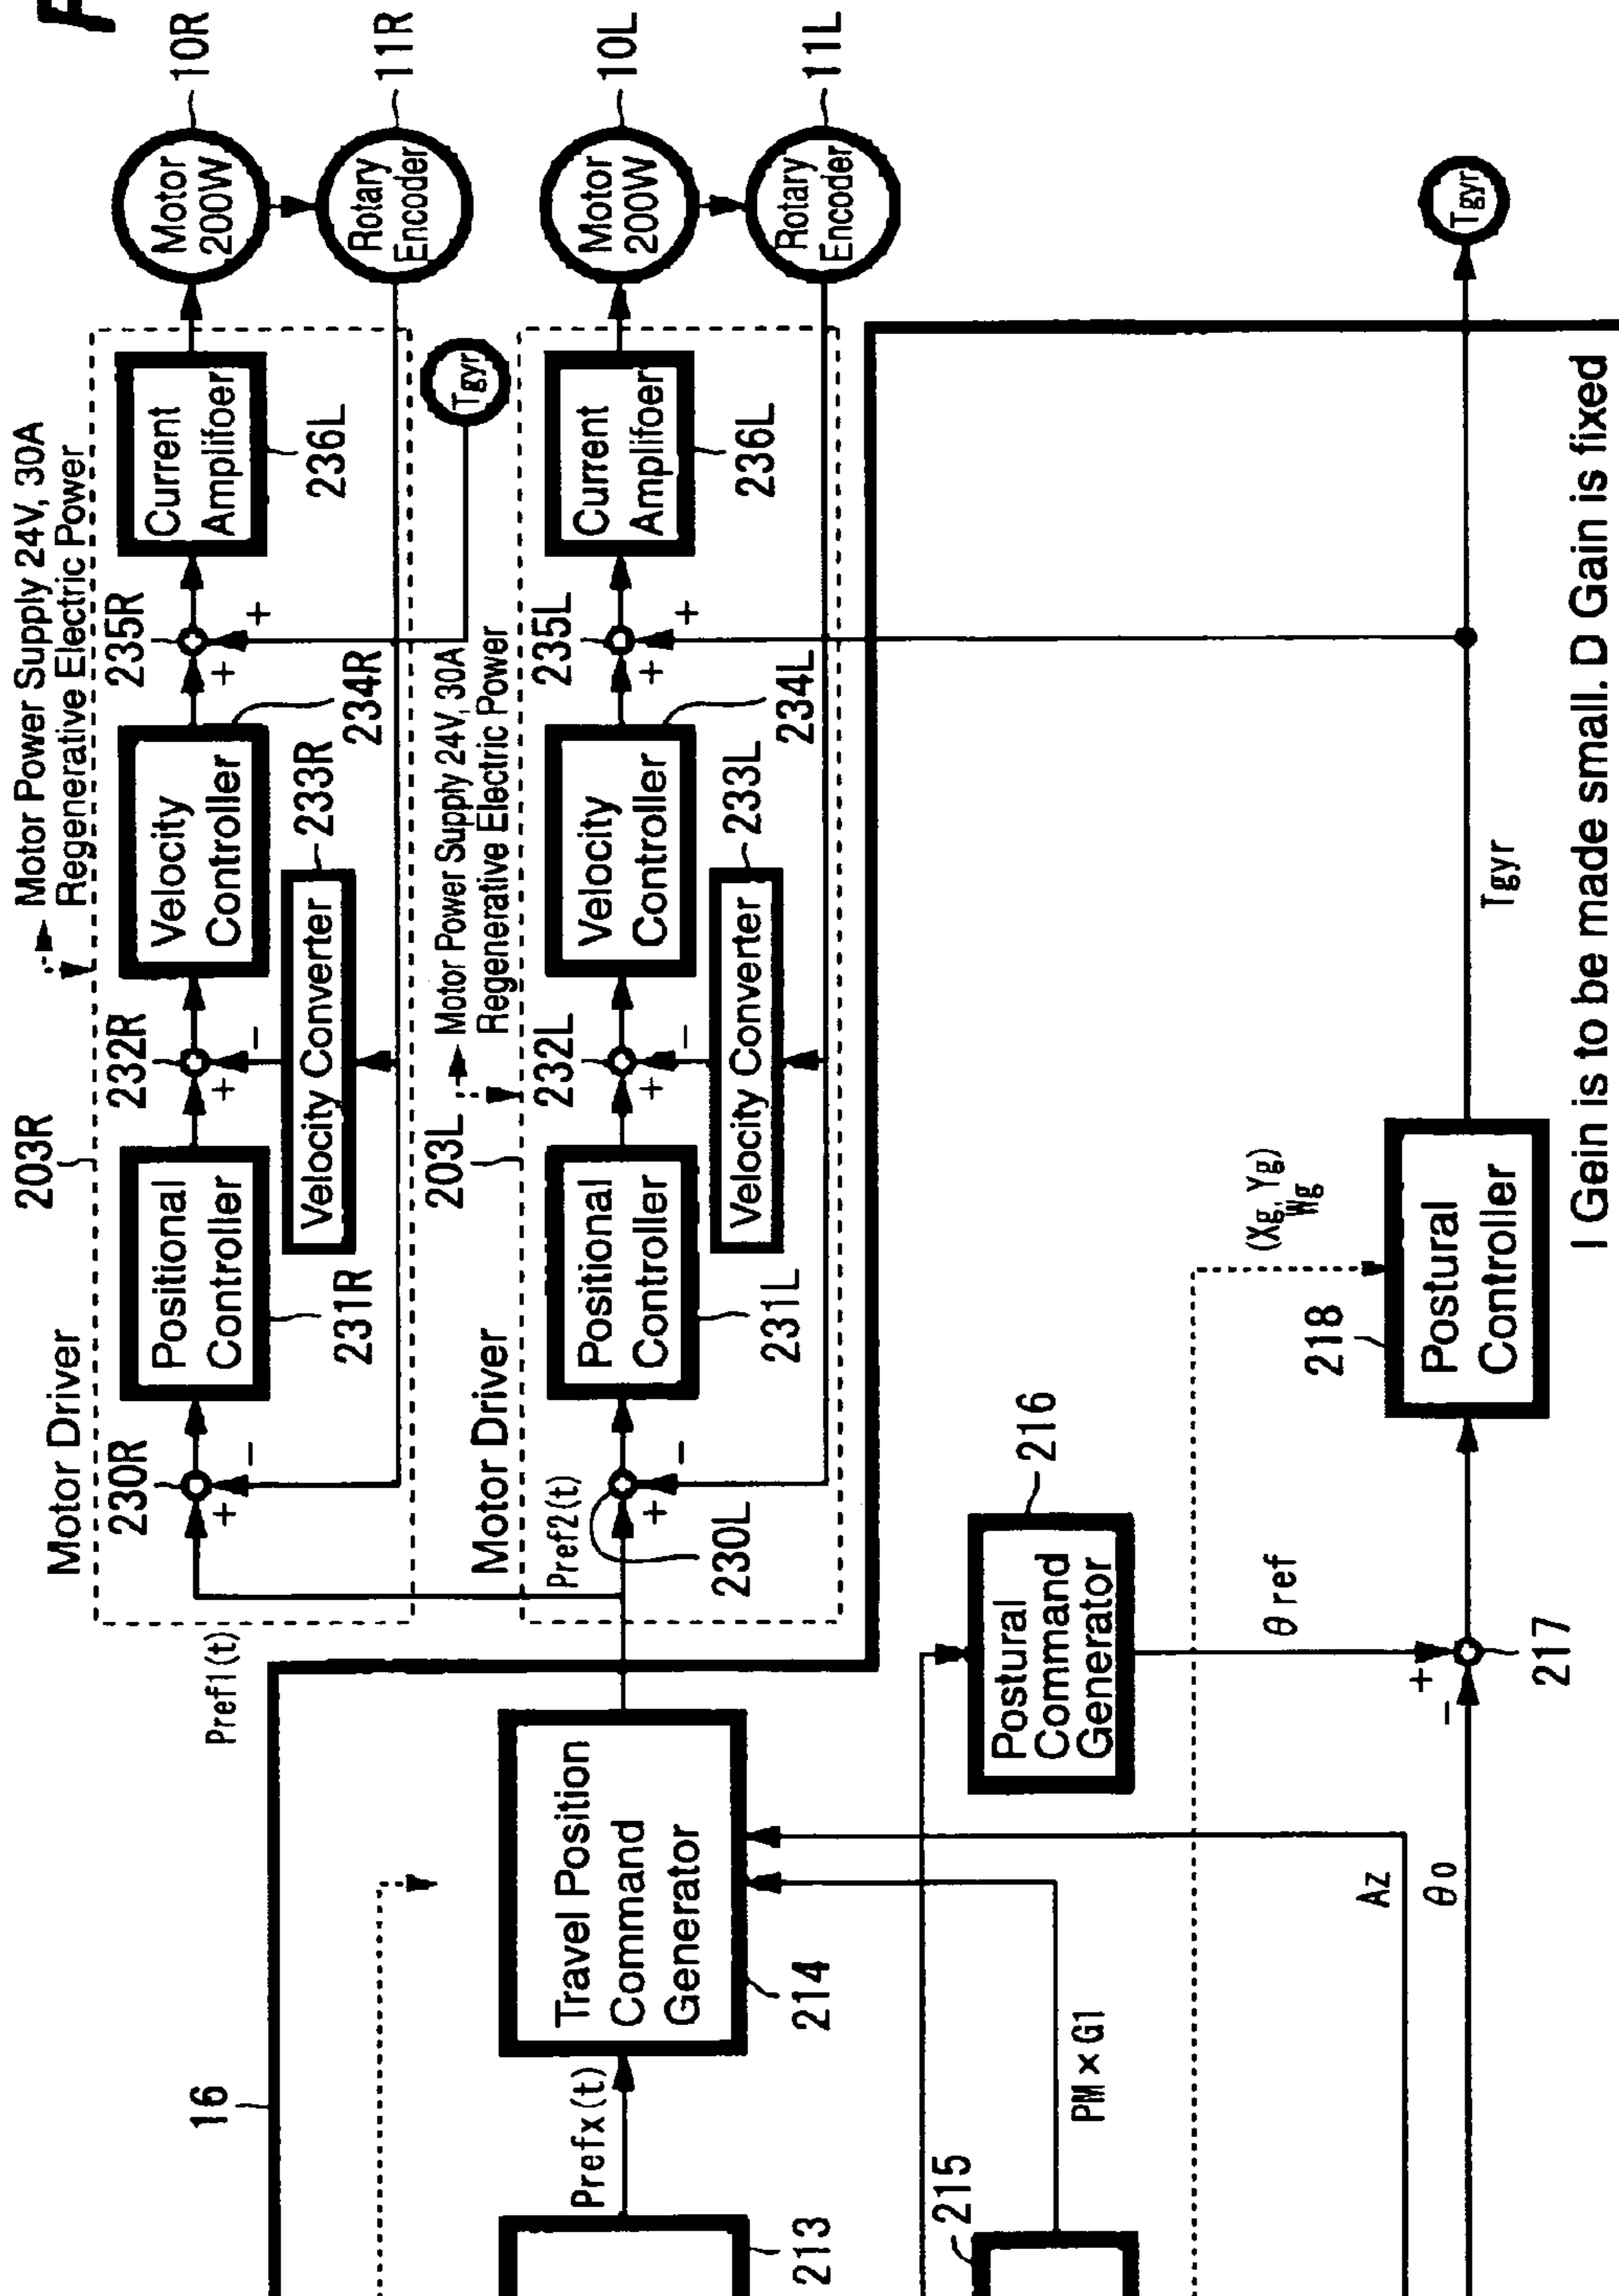 F
Motor Power Supply 24V, 30A
Regenerative Electric Power
203R
Motor Driver
230R
+
−
Positional
Controller
231R
232R
+
−
Velocity Converter
233R
Velocity
Controller
234R
235R
+
+
Current
Amplifoer
236L
Motor
200W
10R
Rotary
Encoder
11R
Tgyr
Motor Power Supply 24V, 30A
Regenerative Electric Power
203L
Motor Driver
Pref1(t)
Pref2(t)
230L
+
−
Positional
Controller
231L
232L
+
−
Velocity Converter
233L
Velocity
Controller
234L
235L
+
+
Current
Amplifoer
236L
Motor
200W
10L
Rotary
Encoder
11L
16
213
Prefx(t)
Travel Position
Command
Generator
214
215
PM×G1
Postural
Command
Generator
216
θref
Az
θ0
+
−
217
(Xg, Yg)
Wg
218
Postural
Controller
Tgyr
Tgyr
I Gein is to be made small. D Gain is fixed